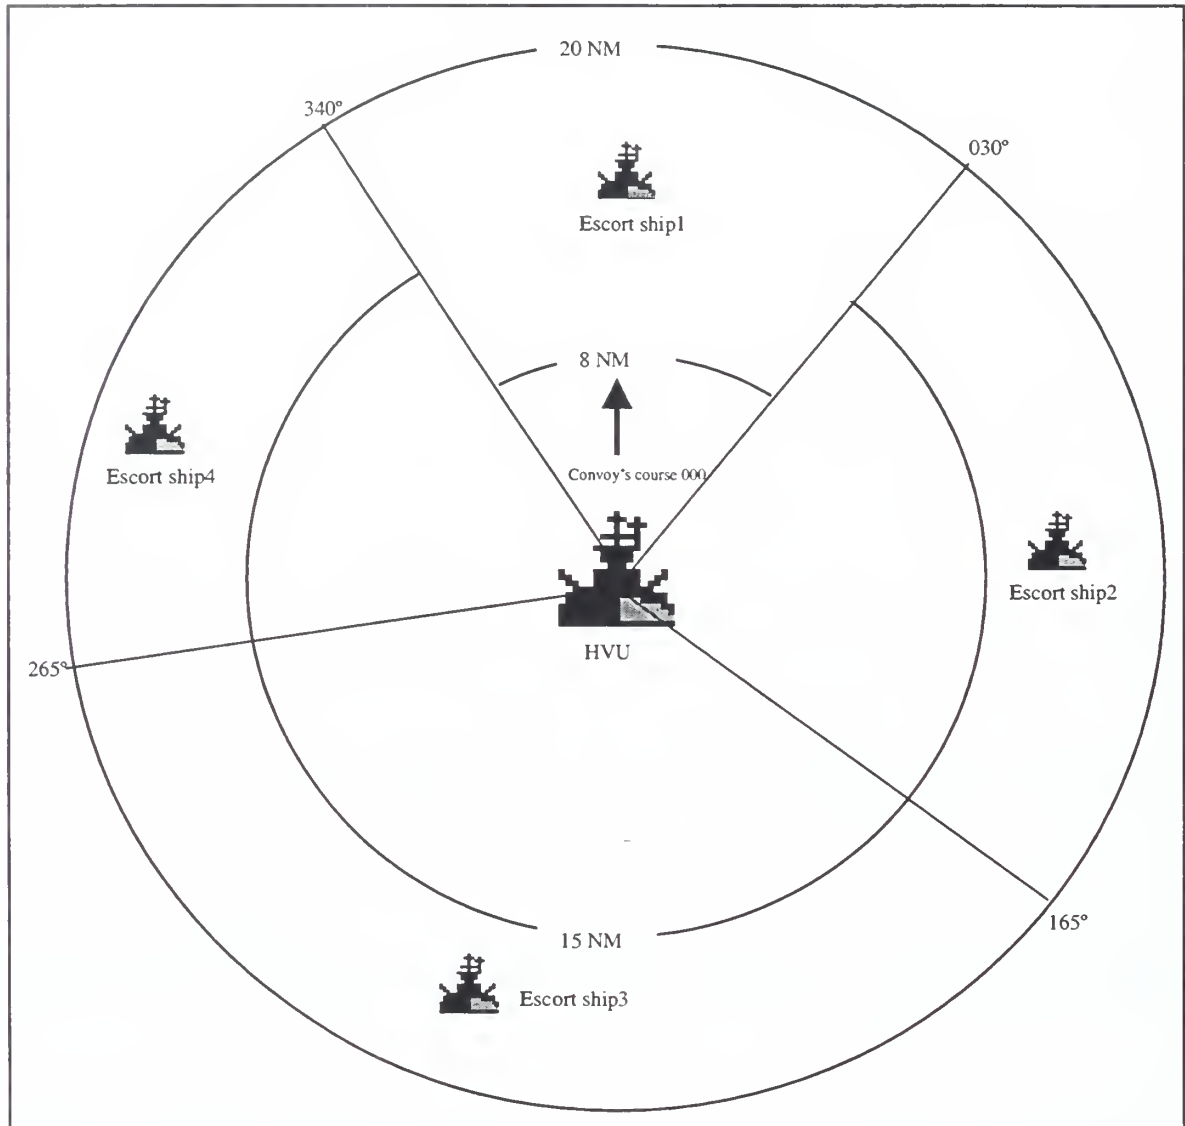 20 NM
340°
030°
Escort ship1
8 NM
Convoy's course 000
Escort ship4
Escort ship2
HVU
265°
165°
15 NM
Escort ship3